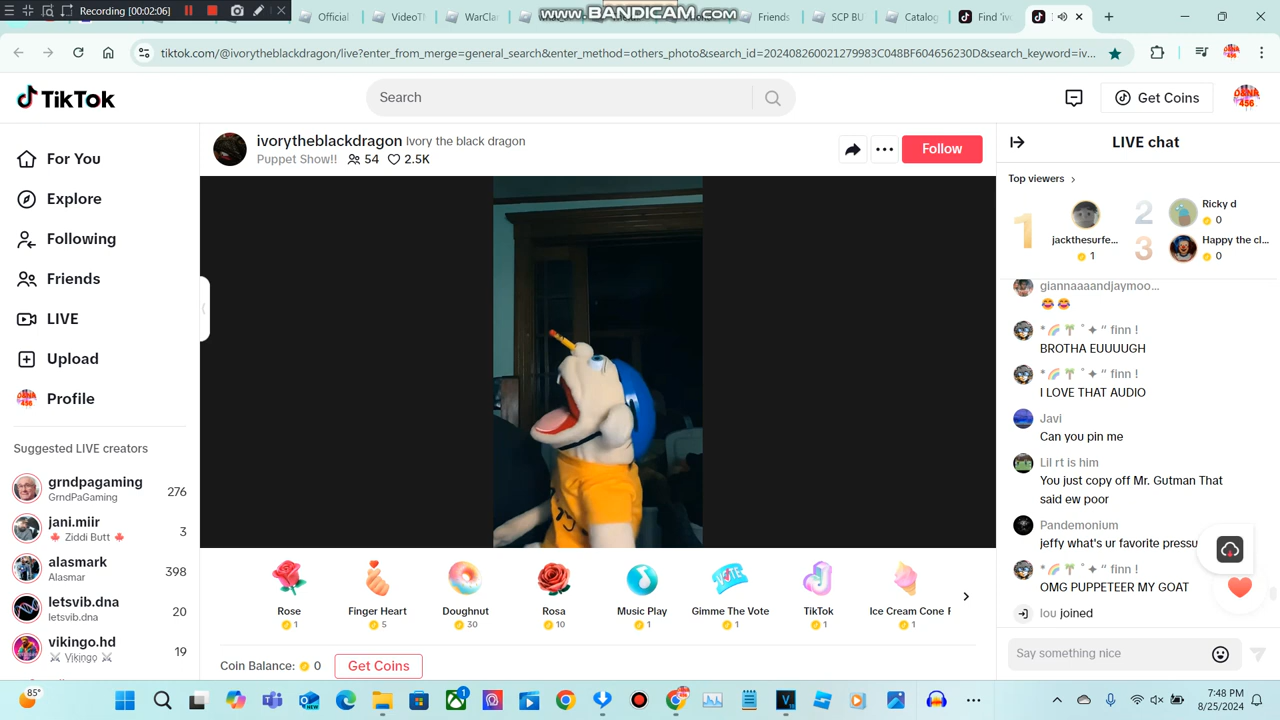 Recording [00:02:06]
www.BANDICAM.com
Official
VideoT
WarCla
Friends
SCP BU
Catalog
Find 'iv
tiktok.com/@ivorytheblackdragon/live?enter_from_merge=general_search&enter_method=others_photo&search_id=202408260021279983C048BF604656230D&search_keyword=iv...
TikTok
Search
Get Coins
D&NA
456
For You
Explore
Following
Friends
LIVE
Upload
Profile
Suggested LIVE creators
grndpagaming
GrndPaGaming
276
jani.miir
Ziddi Butt
3
alasmark
Alasmar
398
letsvib.dna
letsvib.dna
20
vikingo.hd
Vikingo
19
ivorytheblackdragon Ivory the black dragon
Puppet Show!! 54 2.5K
Follow
Rose
1
Finger Heart
5
Doughnut
30
Rosa
10
Music Play
1
Gimme The Vote
1
TikTok
1
Ice Cream Cone F
1
Coin Balance: 0 Get Coins
LIVE chat
Top viewers
1
jackthesurfe...
1
2
Ricky d
0
3
Happy the cl...
0
giannaaaandjaymoo...
😂😂
*🌈🌴˚✦” finn !
BROTHA EUUUUGH
*🌈🌴˚✦” finn !
I LOVE THAT AUDIO
Javi
Can you pin me
Lil rt is him
You just copy off Mr. Gutman That
said ew poor
Pandemonium
jeffy what's ur favorite pressu
*🌈🌴˚✦” finn !
OMG PUPPETEER MY GOAT
lou joined
Say something nice
85°
7:48 PM
8/25/2024